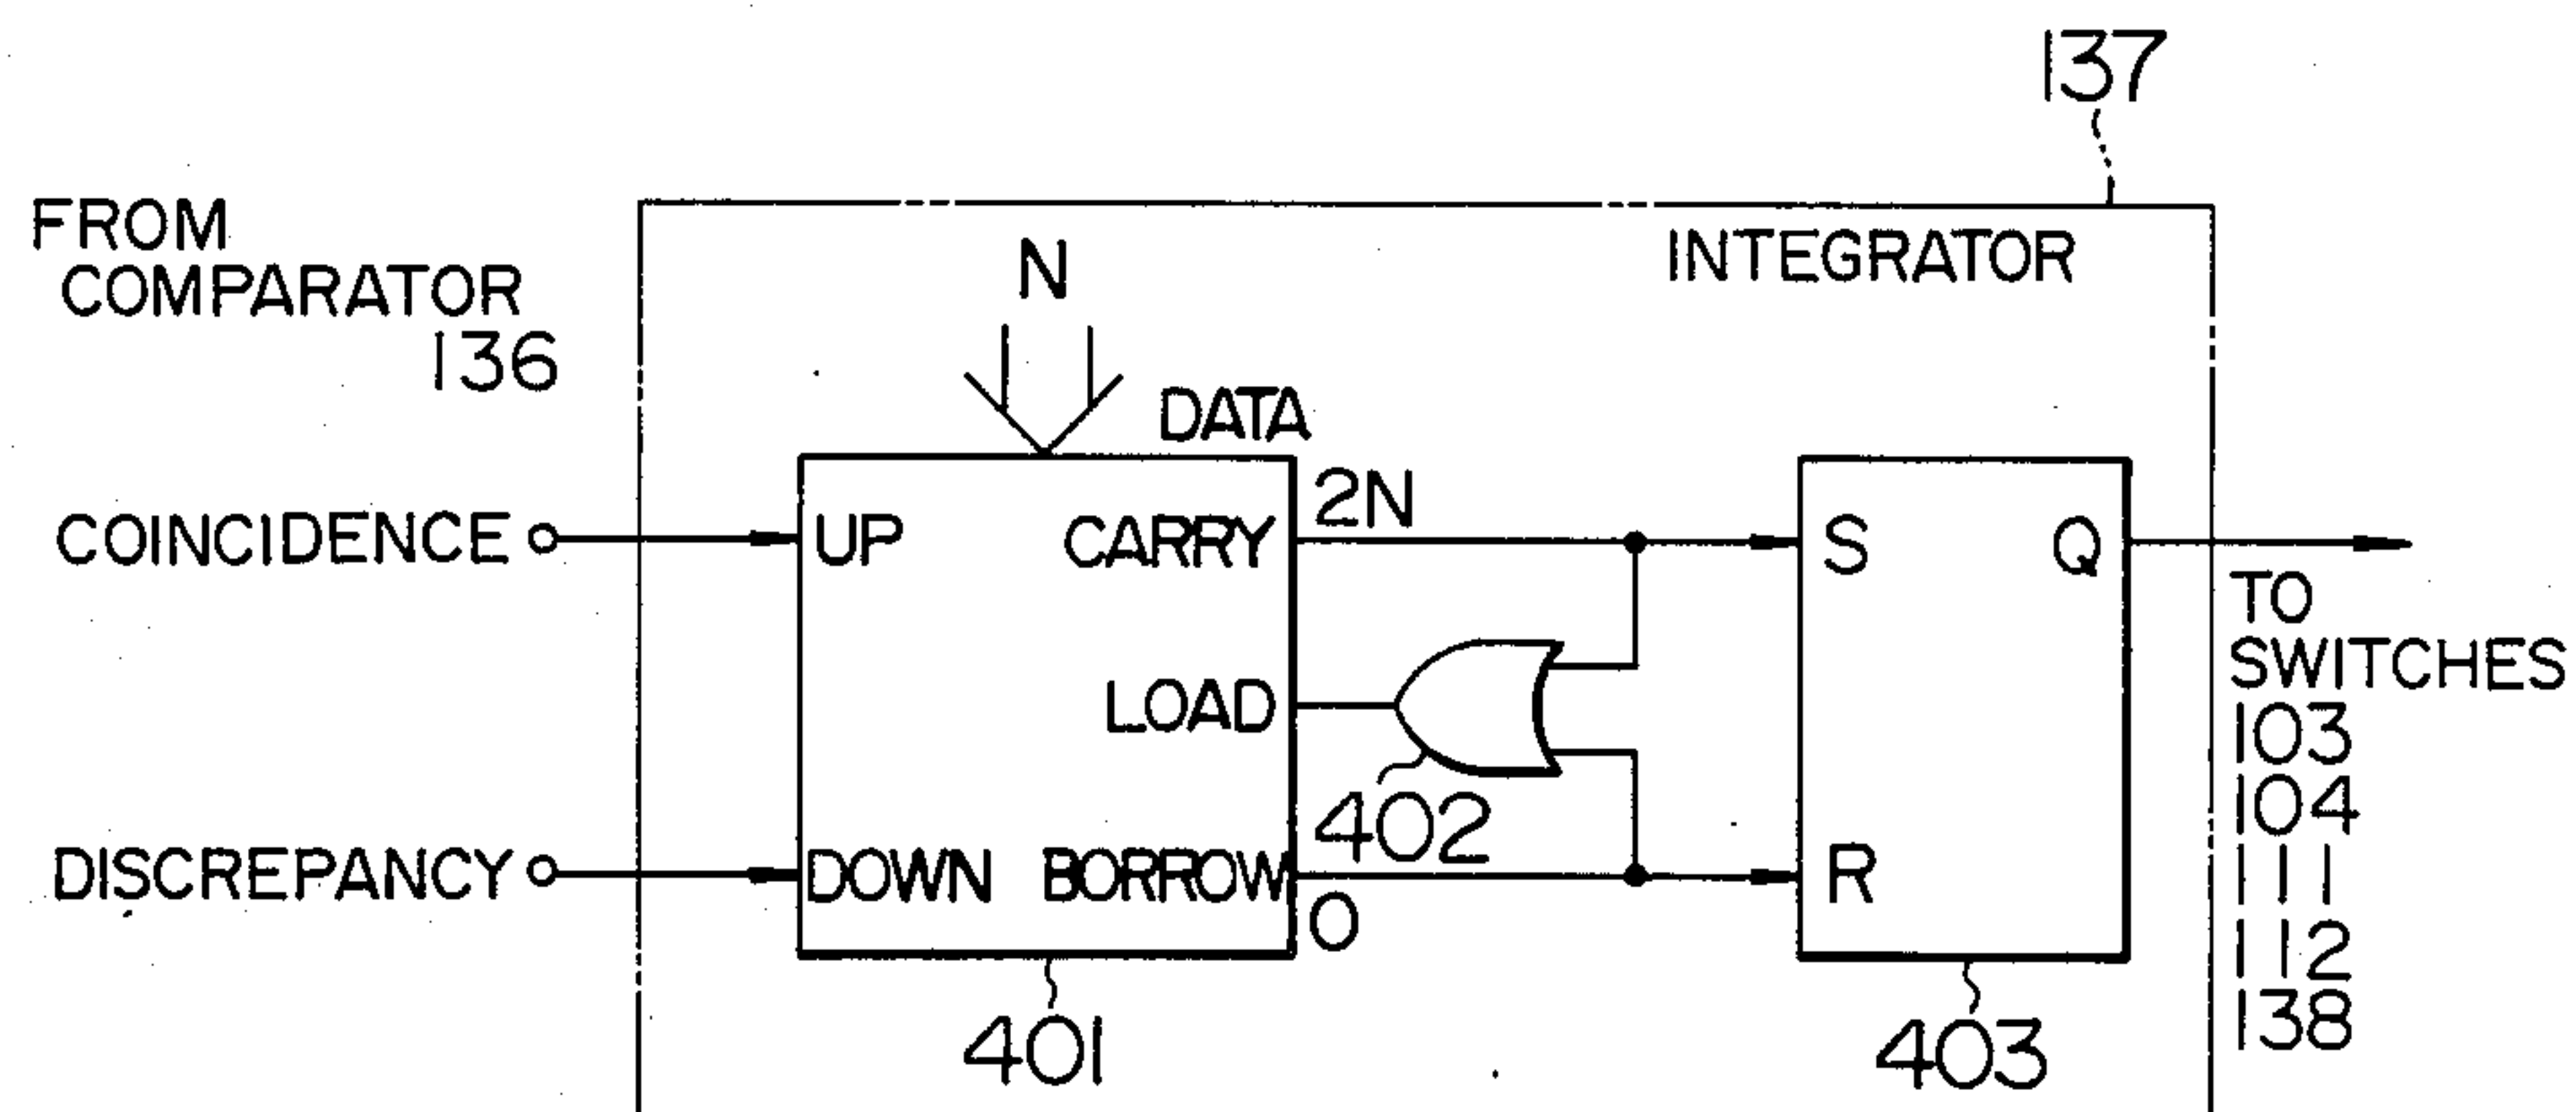 137
FROM
COMPARATOR
136
INTEGRATOR
N
DATA
COINCIDENCE
UP
CARRY
2N
S
Q
TO
SWITCHES
103
104
111
112
138
LOAD
402
DISCREPANCY
DOWN
BORROW
0
R
401
403